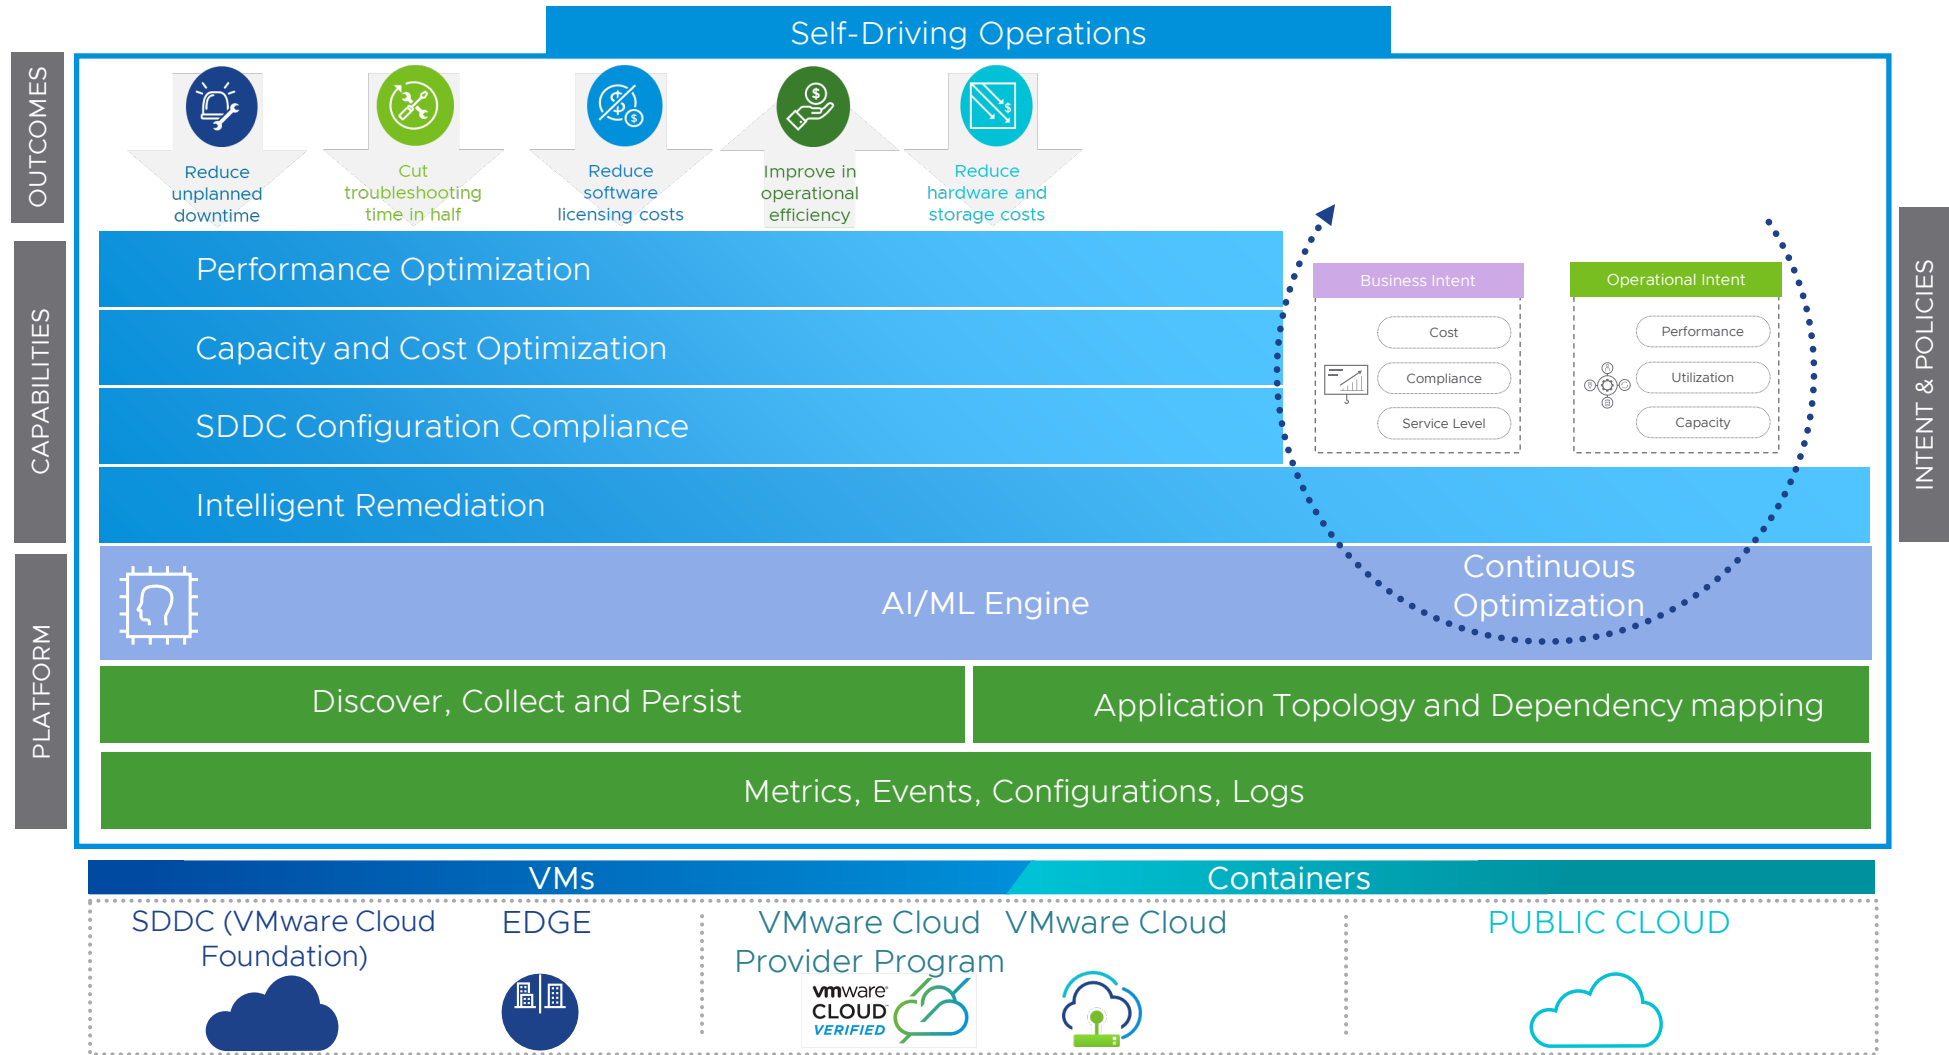 Self-Driving Operations
OUTCOMES
Reduce
unplanned
downtime
Cut
troubleshooting
time in half
Reduce
software
licensing costs
Improve in
operational
efficiency
Reduce
hardware and
storage costs
CAPABILITIES
Performance Optimization
Capacity and Cost Optimization
SDDC Configuration Compliance
Intelligent Remediation
Business Intent
Cost
Compliance
Service Level
Operational Intent
Performance
Utilization
Capacity
INTENT & POLICIES
PLATFORM
AI/ML Engine
Continuous
Optimization
Discover, Collect and Persist
Application Topology and Dependency mapping
Metrics, Events, Configurations, Logs
VMs
Containers
SDDC (VMware Cloud
Foundation)
EDGE
VMware Cloud
Provider Program
vmware
CLOUD
VERIFIED
VMware Cloud
PUBLIC CLOUD